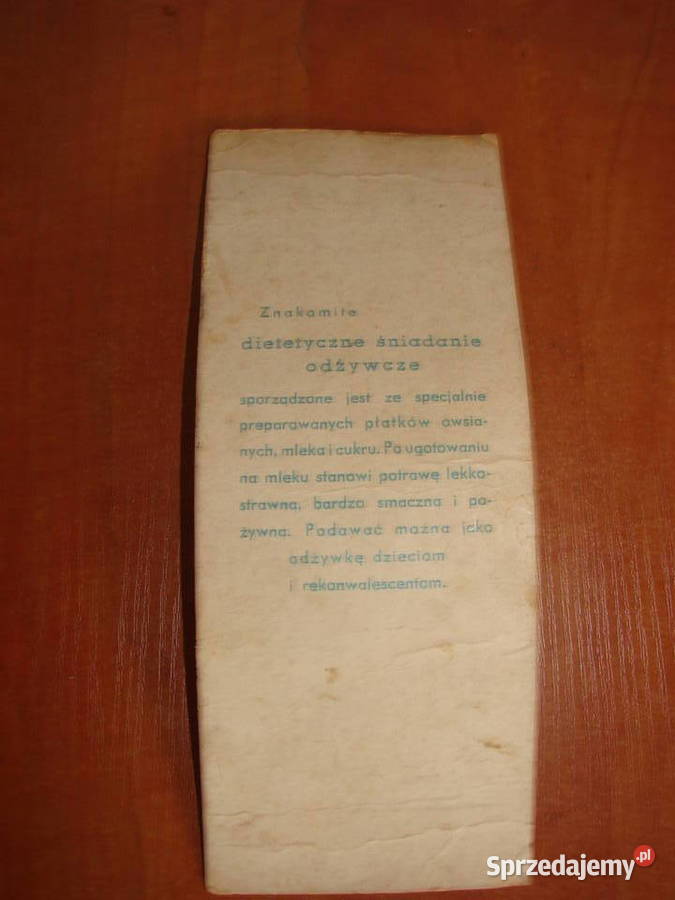 Znakomite
dietetyczne śniadanie
odżywcze
sporządzone jest ze specjalnie
preparowanych płatków owsia-
nych, mleka i cukru. Po ugotowaniu
na mleku stanowi potrawę lekko-
strawną, bardzo smaczną i po-
żywną. Podawać można jako
odżywkę dzieciom
i rekonwalescentom.
Sprzedajemy.pl